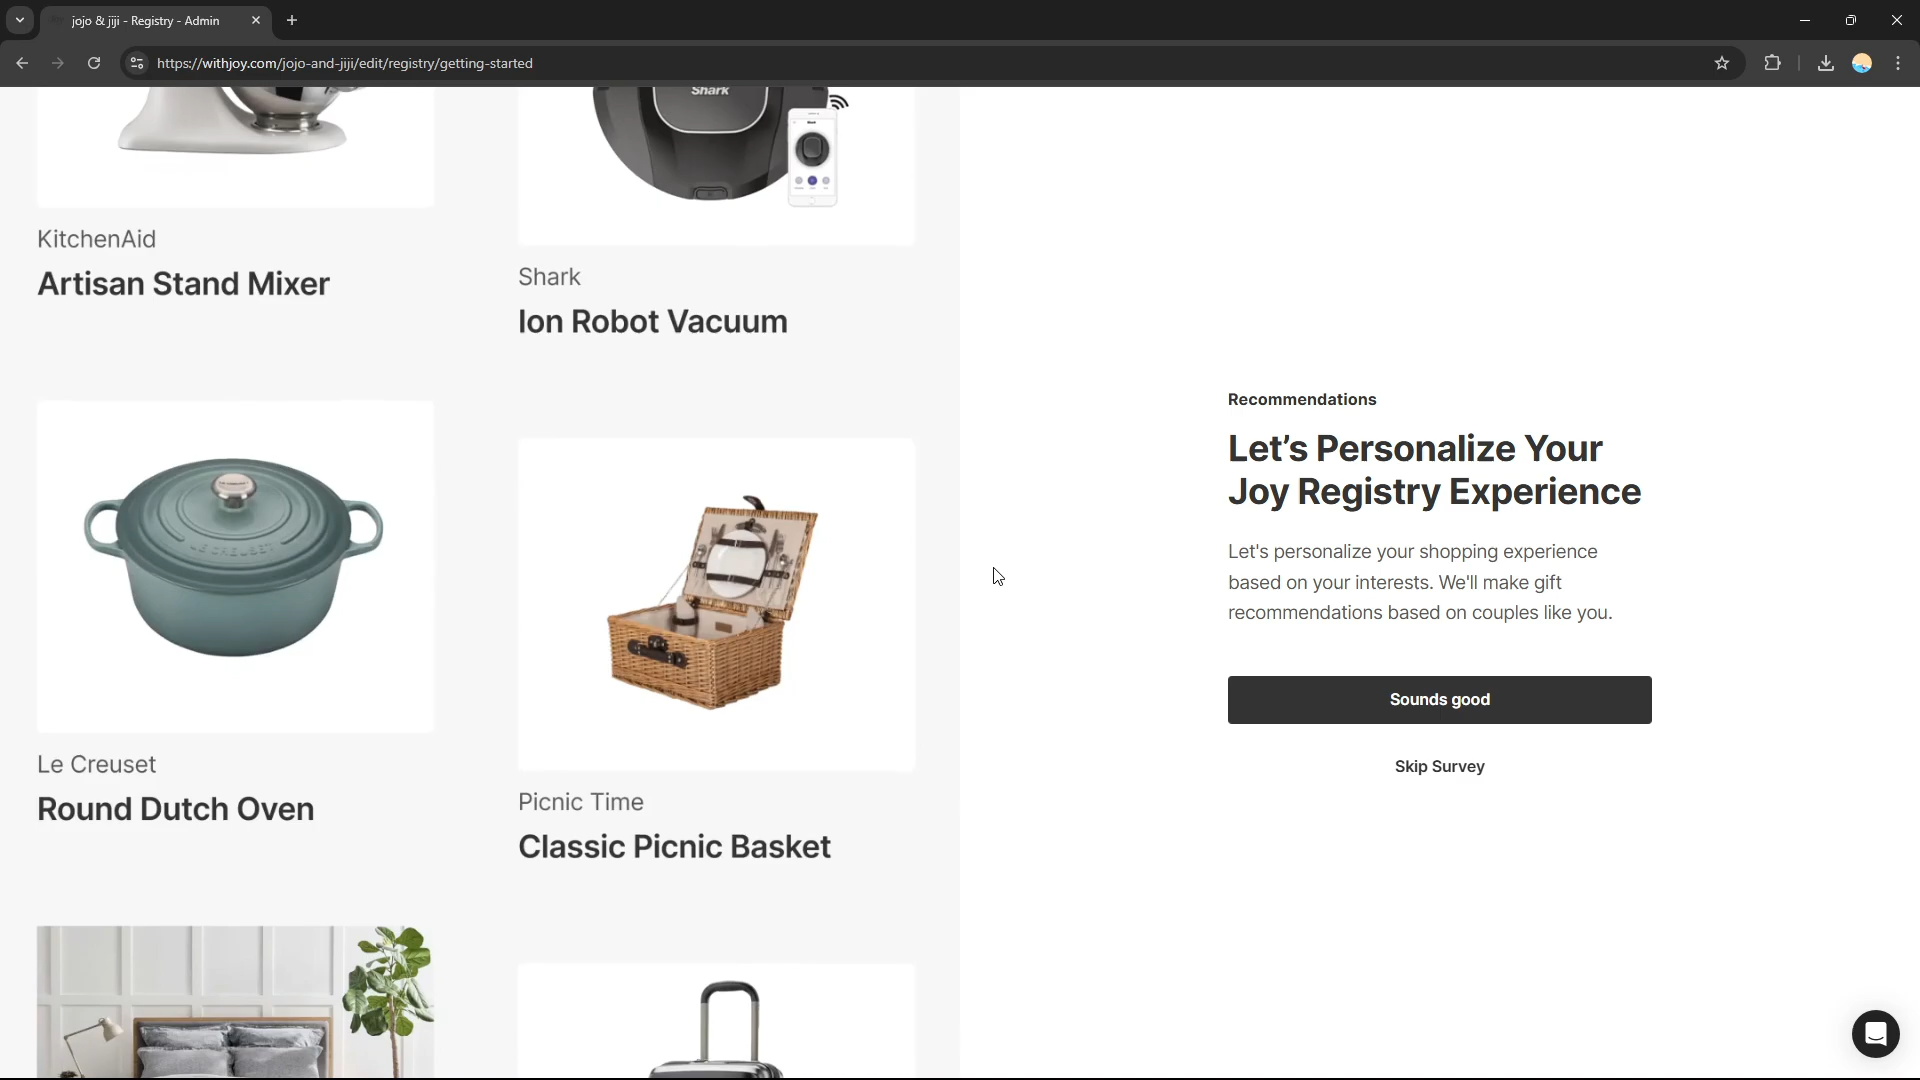 jojo & jiji - Registry - Admin
https://withjoy.com/jojo-and-jiji/edit/registry/getting-started
Shark
KitchenAid
Artisan Stand Mixer
Shark
Ion Robot Vacuum
LE CREUSET
Le Creuset
Round Dutch Oven
Picnic Time
Classic Picnic Basket
Recommendations
Let’s Personalize Your
Joy Registry Experience
Let's personalize your shopping experience
based on your interests. We'll make gift
recommendations based on couples like you.
Sounds good
Skip Survey